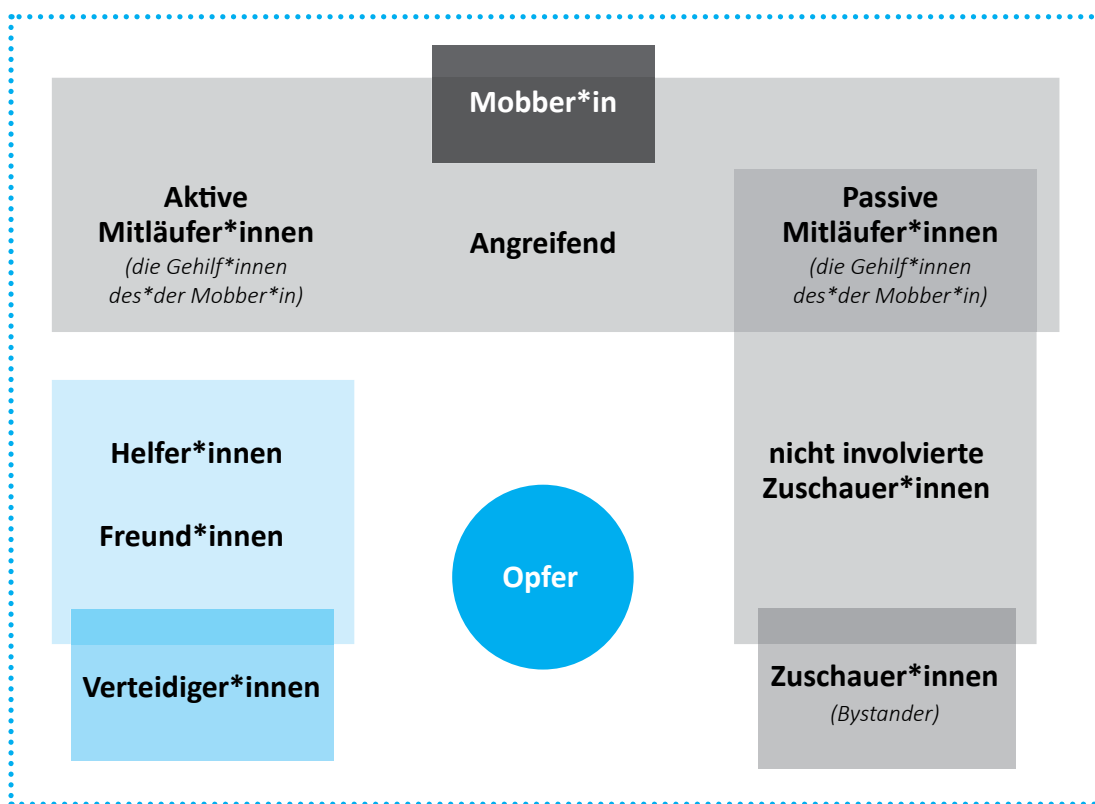 Mobber*in
Aktive
Mitläufer*innen
(die Gehilf*innen
des*der Mobber*in)
Angreifend
Passive
Mitläufer*innen
(die Gehilf*innen
des*der Mobber*in)
Helfer*innen
Freund*innen
Verteidiger*innen
Opfer
nicht involvierte
Zuschauer*innen
Zuschauer*innen
(Bystander)